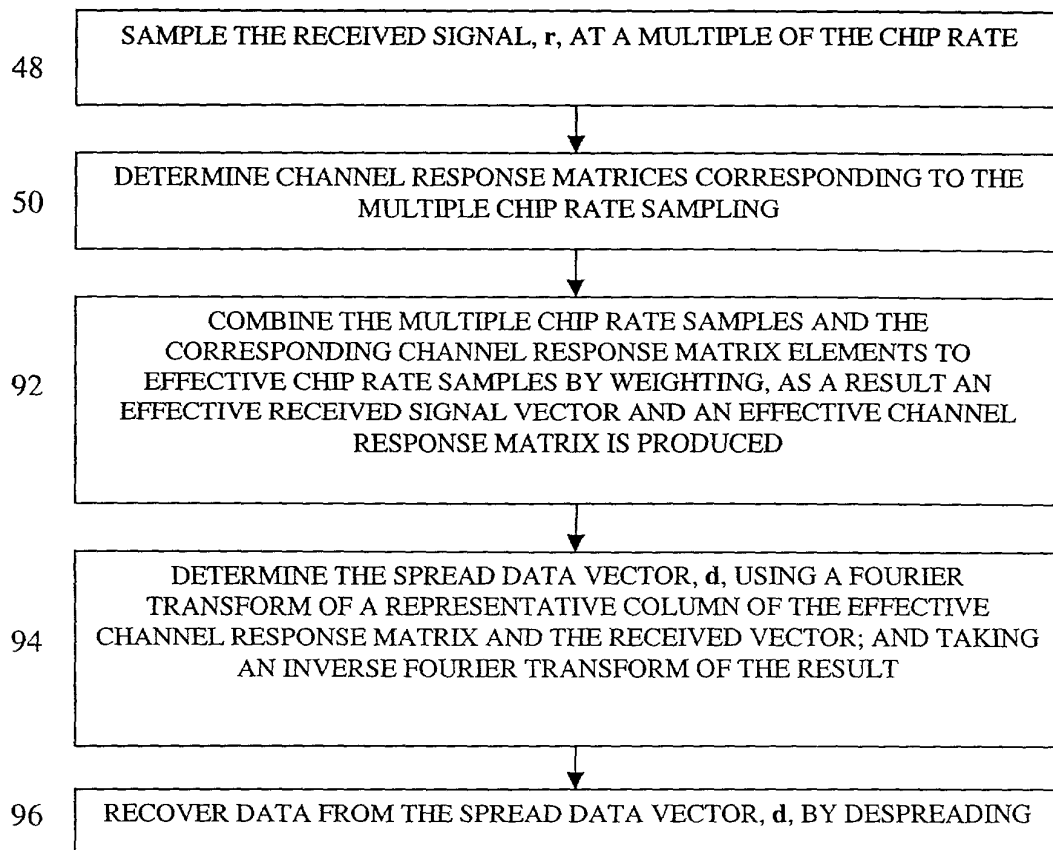 SAMPLE THE RECEIVED SIGNAL, r, AT A MULTIPLE OF THE CHIP RATE
48
DETERMINE CHANNEL RESPONSE MATRICES CORRESPONDING TO THE
MULTIPLE CHIP RATE SAMPLING
50
COMBINE THE MULTIPLE CHIP RATE SAMPLES AND THE
CORRESPONDING CHANNEL RESPONSE MATRIX ELEMENTS TO
EFFECTIVE CHIP RATE SAMPLES BY WEIGHTING, AS A RESULT AN
EFFECTIVE RECEIVED SIGNAL VECTOR AND AN EFFECTIVE CHANNEL
RESPONSE MATRIX IS PRODUCED
92
DETERMINE THE SPREAD DATA VECTOR, d, USING A FOURIER
TRANSFORM OF A REPRESENTATIVE COLUMN OF THE EFFECTIVE
CHANNEL RESPONSE MATRIX AND THE RECEIVED VECTOR; AND TAKING
AN INVERSE FOURIER TRANSFORM OF THE RESULT
94
96
RECOVER DATA FROM THE SPREAD DATA VECTOR, d, BY DESPREADING